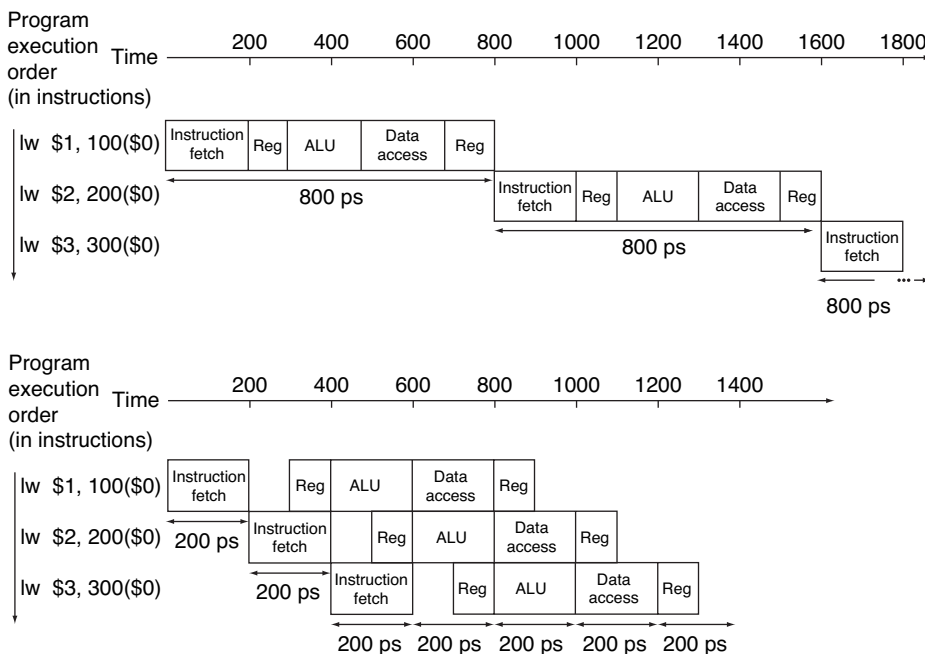 Program
execution
order
(in instructions)
Time
200 400 600 800 1000 1200 1400 1600 1800
lw $1, 100($0)
Instruction
fetch
Reg
ALU
Data
access
Reg
800 ps
lw $2, 200($0)
Instruction
fetch
Reg
ALU
Data
access
Reg
800 ps
lw $3, 300($0)
Instruction
fetch
...
800 ps
Program
execution
order
(in instructions)
Time
200 400 600 800 1000 1200 1400
lw $1, 100($0)
Instruction
fetch
Reg
ALU
Data
access
Reg
200 ps
lw $2, 200($0)
Instruction
fetch
Reg
ALU
Data
access
Reg
200 ps
lw $3, 300($0)
Instruction
fetch
Reg
ALU
Data
access
Reg
200 ps 200 ps 200 ps 200 ps 200 ps